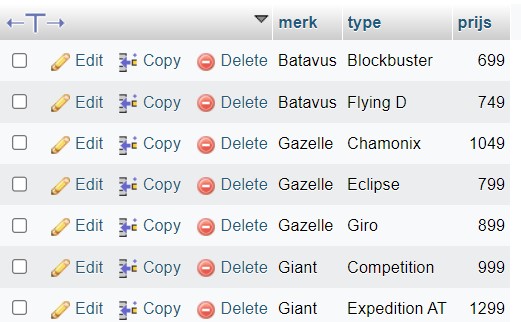 merk type prijs
Edit Copy Delete Batavus Blockbuster 699
Edit Copy Delete Batavus Flying D 749
Edit Copy Delete Gazelle Chamonix 1049
Edit Copy Delete Gazelle Eclipse 799
Edit Copy Delete Gazelle Giro 899
Edit Copy Delete Giant Competition 999
Edit Copy Delete Giant Expedition AT 1299